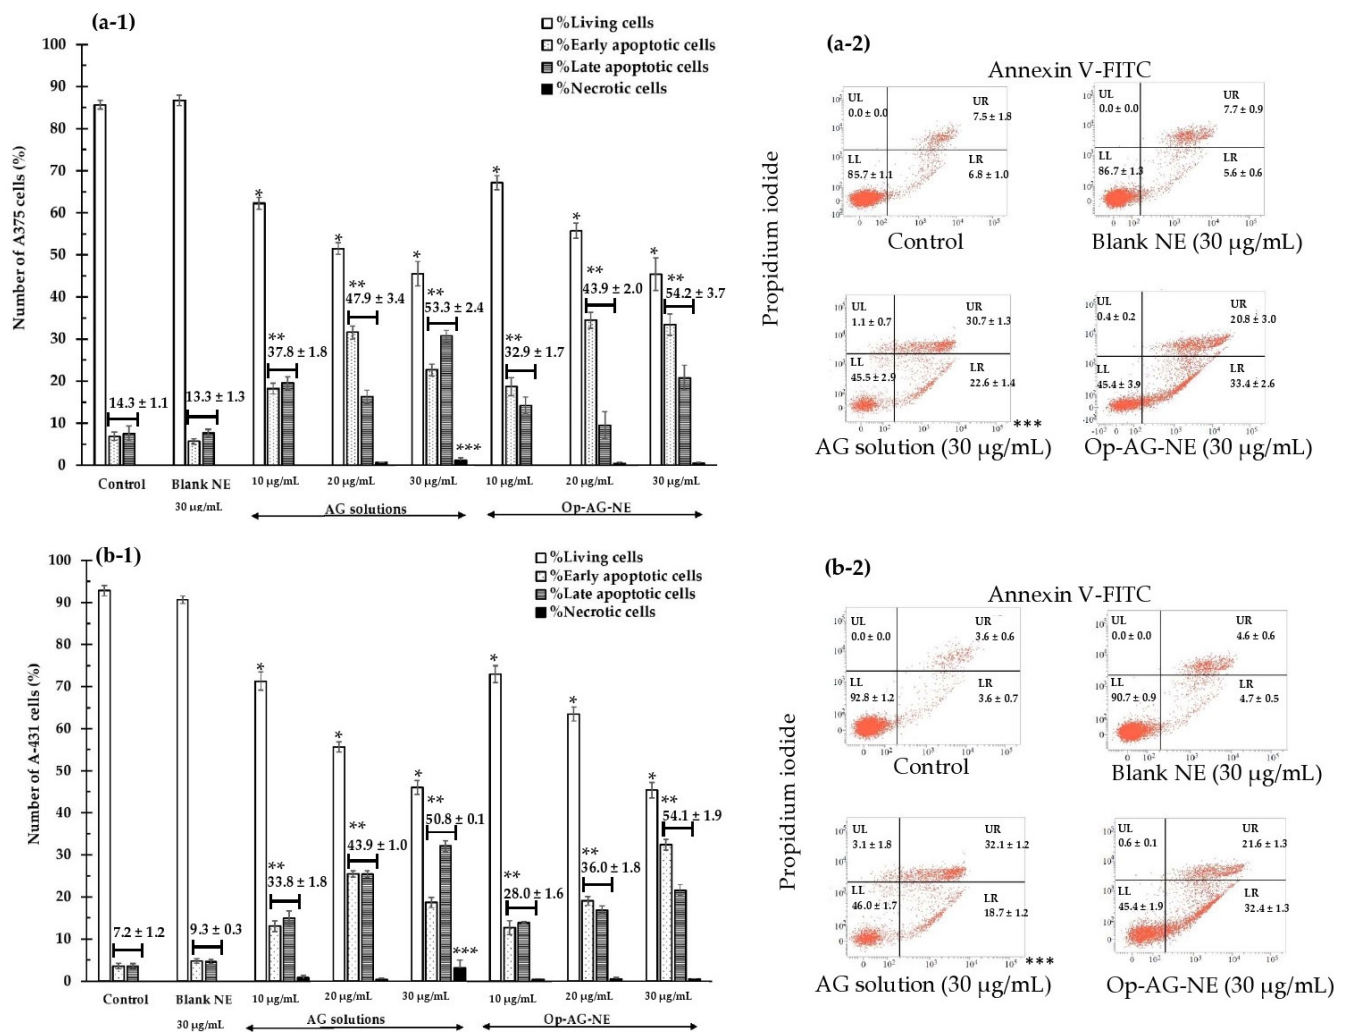 (a-1)
%Living cells
%Early apoptotic cells
%Late apoptotic cells
%Necrotic cells
Number of A375 cells (%)
100
90
80
70
60
50
40
30
20
10
0
14.3 ± 1.1
13.3 ± 1.3
*
**
37.8 ± 1.8
*
**
47.9 ± 3.4
*
**
53.3 ± 2.4
***
*
**
32.9 ± 1.7
*
**
43.9 ± 2.0
*
**
54.2 ± 3.7
Control
Blank NE
30 µg/mL
10 µg/mL
20 µg/mL
30 µg/mL
10 µg/mL
20 µg/mL
30 µg/mL
AG solutions
Op-AG-NE
(a-2)
Annexin V-FITC
Propidium iodide
UL
0.0 ± 0.0
UR
7.5 ± 1.8
LL
85.7 ± 1.1
LR
6.8 ± 1.0
Control
UL
0.0 ± 0.0
UR
7.7 ± 0.9
LL
86.7 ± 1.3
LR
5.6 ± 0.6
Blank NE (30 µg/mL)
UL
1.1 ± 0.7
UR
30.7 ± 1.3
LL
45.5 ± 2.9
LR
22.6 ± 1.4
***
AG solution (30 µg/mL)
UL
0.4 ± 0.2
UR
20.8 ± 3.0
LL
45.4 ± 3.9
LR
33.4 ± 2.6
Op-AG-NE (30 µg/mL)
(b-1)
%Living cells
%Early apoptotic cells
%Late apoptotic cells
%Necrotic cells
Number of A-431 cells (%)
100
90
80
70
60
50
40
30
20
10
0
7.2 ± 1.2
9.3 ± 0.3
*
**
33.8 ± 1.8
*
**
43.9 ± 1.0
*
**
50.8 ± 0.1
***
*
**
28.0 ± 1.6
*
**
36.0 ± 1.8
*
**
54.1 ± 1.9
Control
Blank NE
30 µg/mL
10 µg/mL
20 µg/mL
30 µg/mL
10 µg/mL
20 µg/mL
30 µg/mL
AG solutions
Op-AG-NE
(b-2)
Annexin V-FITC
Propidium iodide
UL
0.0 ± 0.0
UR
3.6 ± 0.6
LL
92.8 ± 1.2
LR
3.6 ± 0.7
Control
UL
0.0 ± 0.0
UR
4.6 ± 0.6
LL
90.7 ± 0.9
LR
4.7 ± 0.5
Blank NE (30 µg/mL)
UL
3.1 ± 1.8
UR
32.1 ± 1.2
LL
46.0 ± 1.7
LR
18.7 ± 1.2
***
AG solution (30 µg/mL)
UL
0.6 ± 0.1
UR
21.6 ± 1.3
LL
45.4 ± 1.9
LR
32.4 ± 1.3
Op-AG-NE (30 µg/mL)